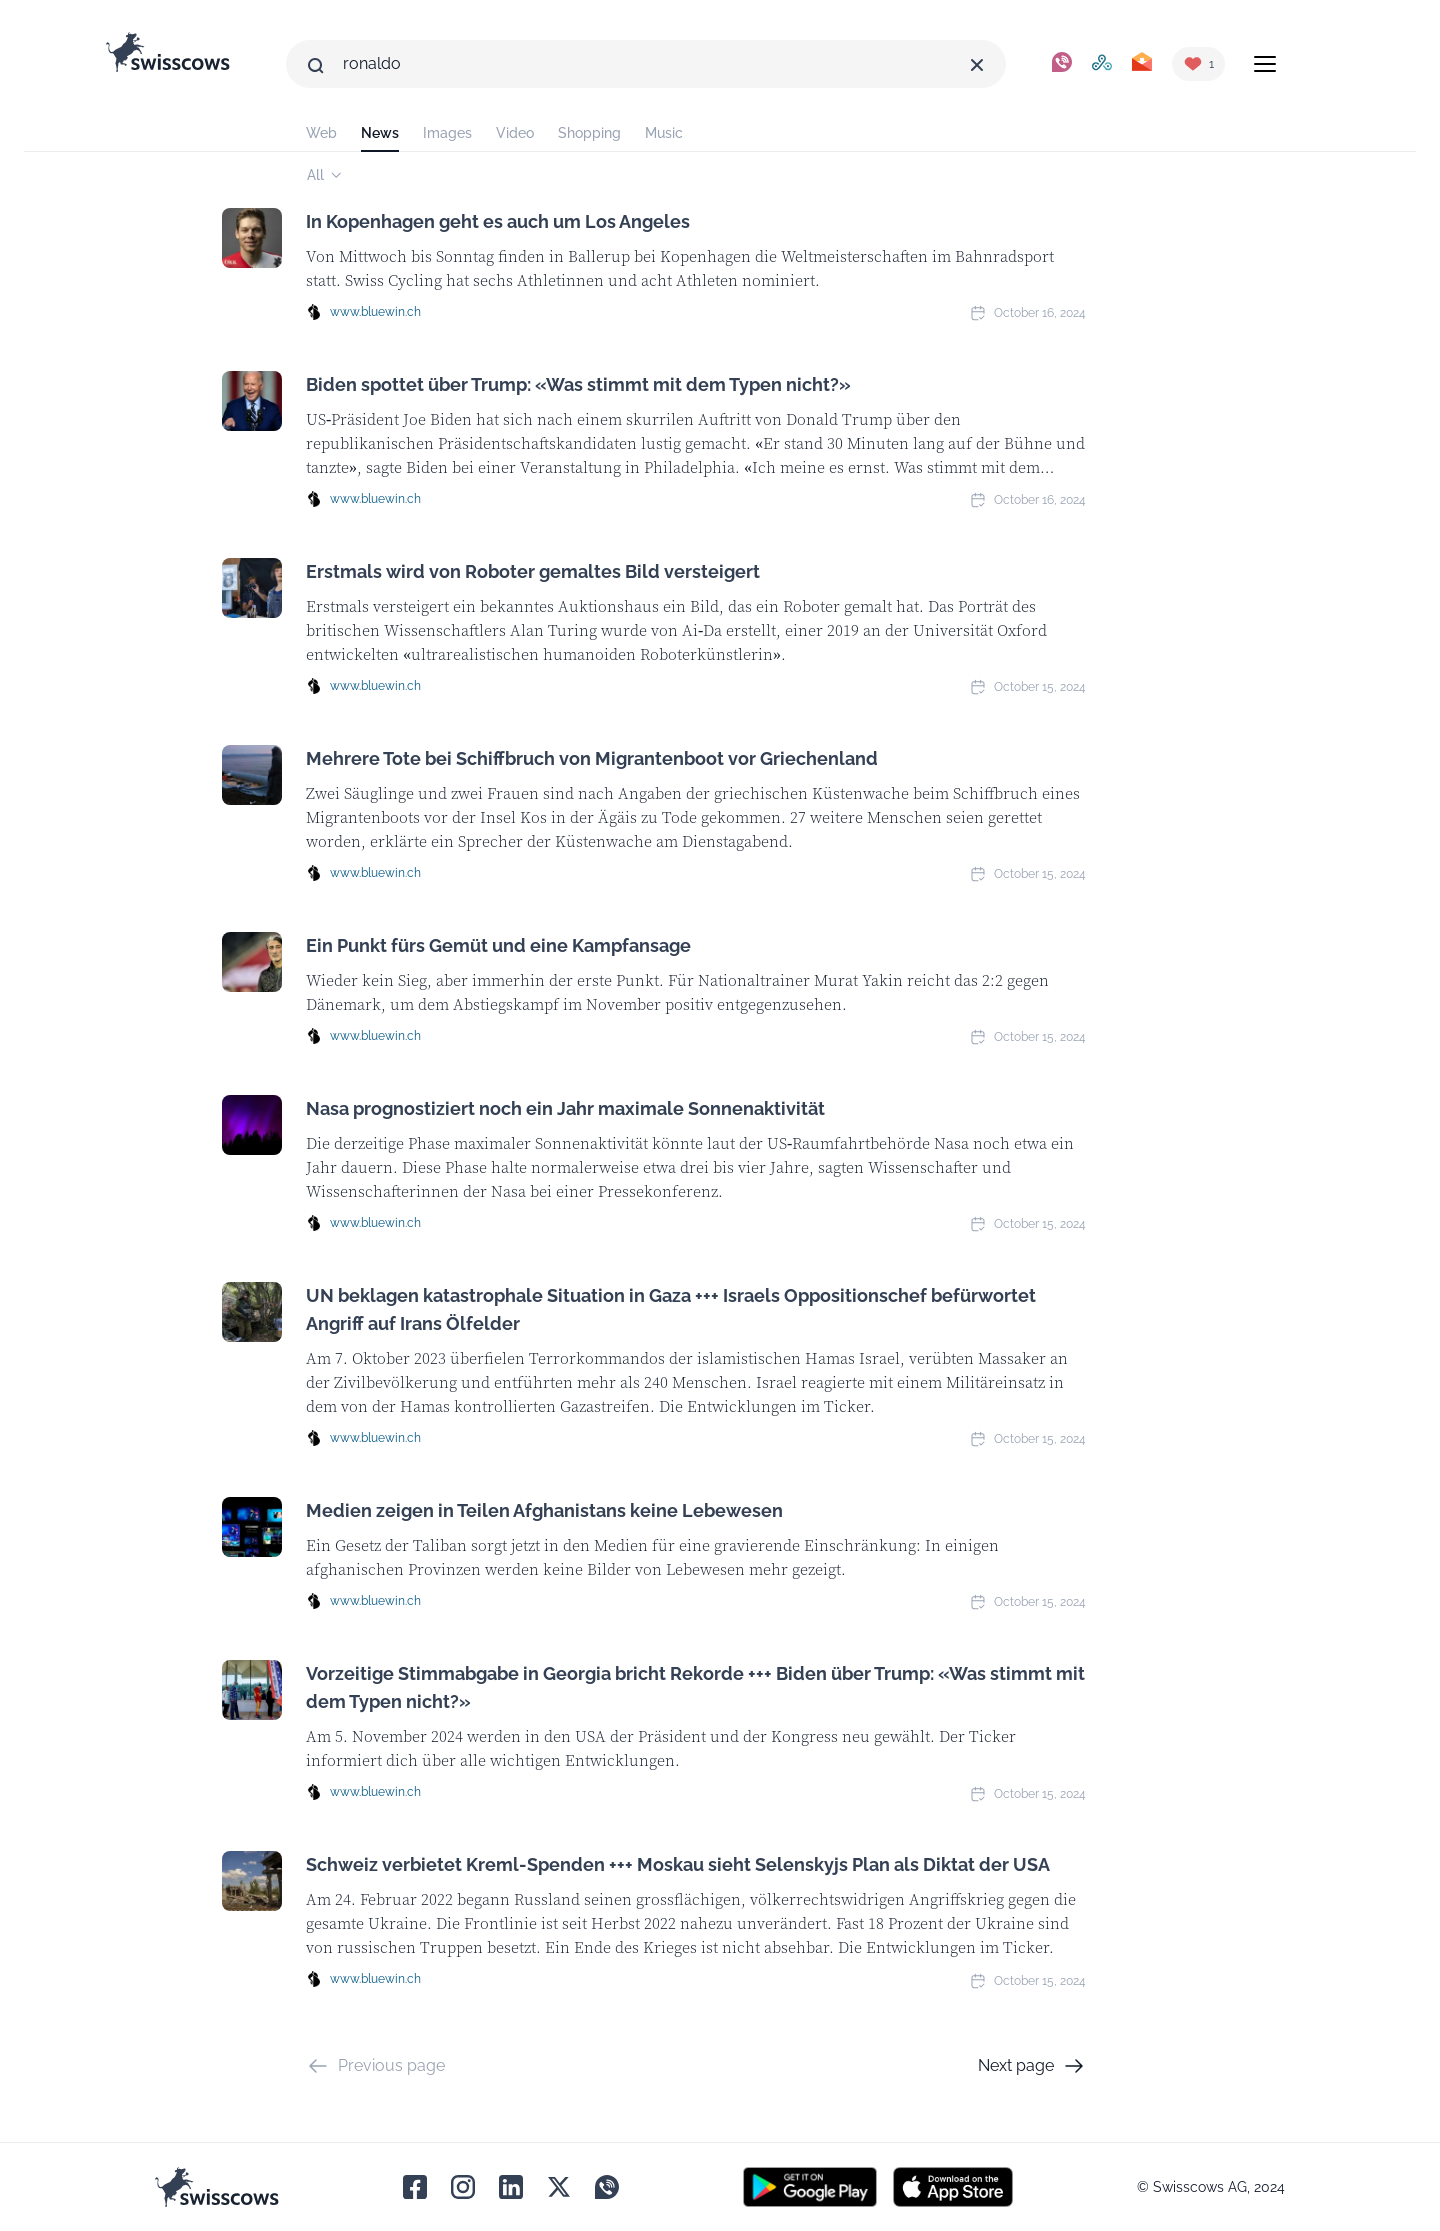 swisscows
ronaldo
1
Web News Images Video Shopping Music
All
In Kopenhagen geht es auch um Los Angeles
Von Mittwoch bis Sonntag finden in Ballerup bei Kopenhagen die Weltmeisterschaften im Bahnradsport
statt. Swiss Cycling hat sechs Athletinnen und acht Athleten nominiert.
www.bluewin.ch October 16, 2024
Biden spottet über Trump: «Was stimmt mit dem Typen nicht?»
US-Präsident Joe Biden hat sich nach einem skurrilen Auftritt von Donald Trump über den
republikanischen Präsidentschaftskandidaten lustig gemacht. «Er stand 30 Minuten lang auf der Bühne und
tanzte», sagte Biden bei einer Veranstaltung in Philadelphia. «Ich meine es ernst. Was stimmt mit dem...
www.bluewin.ch October 16, 2024
Erstmals wird von Roboter gemaltes Bild versteigert
Erstmals versteigert ein bekanntes Auktionshaus ein Bild, das ein Roboter gemalt hat. Das Porträt des
britischen Wissenschaftlers Alan Turing wurde von Ai-Da erstellt, einer 2019 an der Universität Oxford
entwickelten «ultrarealistischen humanoiden Roboterkünstlerin».
www.bluewin.ch October 15, 2024
Mehrere Tote bei Schiffbruch von Migrantenboot vor Griechenland
Zwei Säuglinge und zwei Frauen sind nach Angaben der griechischen Küstenwache beim Schiffbruch eines
Migrantenboots vor der Insel Kos in der Ägäis zu Tode gekommen. 27 weitere Menschen seien gerettet
worden, erklärte ein Sprecher der Küstenwache am Dienstagabend.
www.bluewin.ch October 15, 2024
Ein Punkt fürs Gemüt und eine Kampfansage
Wieder kein Sieg, aber immerhin der erste Punkt. Für Nationaltrainer Murat Yakin reicht das 2:2 gegen
Dänemark, um dem Abstiegskampf im November positiv entgegenzusehen.
www.bluewin.ch October 15, 2024
Nasa prognostiziert noch ein Jahr maximale Sonnenaktivität
Die derzeitige Phase maximaler Sonnenaktivität könnte laut der US-Raumfahrtbehörde Nasa noch etwa ein
Jahr dauern. Diese Phase halte normalerweise etwa drei bis vier Jahre, sagten Wissenschafter und
Wissenschafterinnen der Nasa bei einer Pressekonferenz.
www.bluewin.ch October 15, 2024
UN beklagen katastrophale Situation in Gaza +++ Israels Oppositionschef befürwortet
Angriff auf Irans Ölfelder
Am 7. Oktober 2023 überfielen Terrorkommandos der islamistischen Hamas Israel, verübten Massaker an
der Zivilbevölkerung und entführten mehr als 240 Menschen. Israel reagierte mit einem Militäreinsatz in
dem von der Hamas kontrollierten Gazastreifen. Die Entwicklungen im Ticker.
www.bluewin.ch October 15, 2024
Medien zeigen in Teilen Afghanistans keine Lebewesen
Ein Gesetz der Taliban sorgt jetzt in den Medien für eine gravierende Einschränkung: In einigen
afghanischen Provinzen werden keine Bilder von Lebewesen mehr gezeigt.
www.bluewin.ch October 15, 2024
Vorzeitige Stimmabgabe in Georgia bricht Rekorde +++ Biden über Trump: «Was stimmt mit
dem Typen nicht?»
Am 5. November 2024 werden in den USA der Präsident und der Kongress neu gewählt. Der Ticker
informiert dich über alle wichtigen Entwicklungen.
www.bluewin.ch October 15, 2024
Schweiz verbietet Kreml-Spenden +++ Moskau sieht Selenskyjs Plan als Diktat der USA
Am 24. Februar 2022 begann Russland seinen grossflächigen, völkerrechtswidrigen Angriffskrieg gegen die
gesamte Ukraine. Die Frontlinie ist seit Herbst 2022 nahezu unverändert. Fast 18 Prozent der Ukraine sind
von russischen Truppen besetzt. Ein Ende des Krieges ist nicht absehbar. Die Entwicklungen im Ticker.
www.bluewin.ch October 15, 2024
Previous page Next page
swisscows
GET IT ON
Google Play
Download on the
App Store
© Swisscows AG, 2024